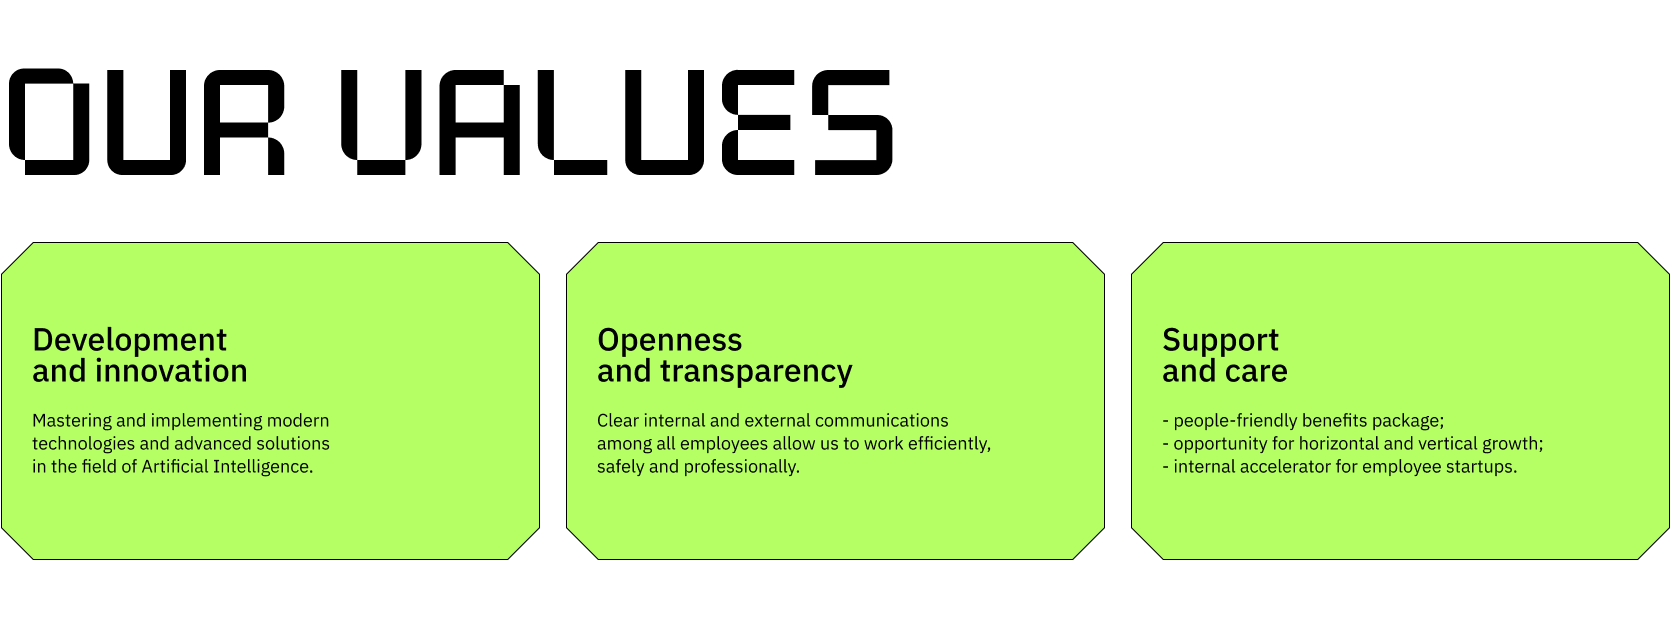 OUR VALUES
Development
and innovation
Mastering and implementing modern
technologies and advanced solutions
in the field of Artificial Intelligence.
Openness
and transparency
Clear internal and external communications
among all employees allow us to work efficiently,
safely and professionally.
Support
and care
- people-friendly benefits package;
- opportunity for horizontal and vertical growth;
- internal accelerator for employee startups.